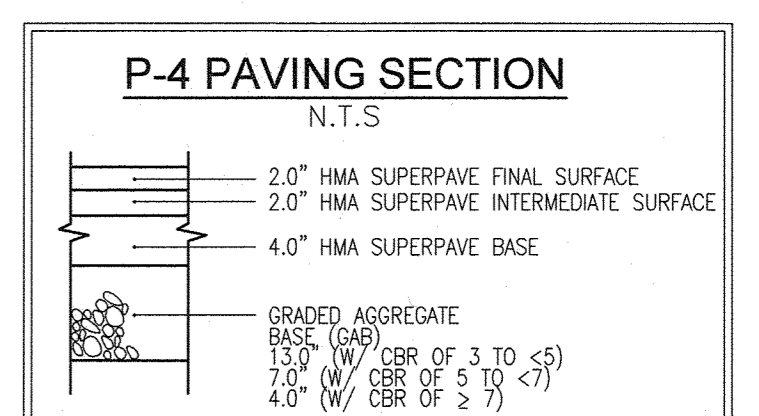 P-4 PAVING SECTION
N.T.S
2.0" HMA SUPERPAVE FINAL SURFACE
2.0" HMA SUPERPAVE INTERMEDIATE SURFACE
4.0" HMA SUPERPAVE BASE
GRADED AGGREGATE
BASE (GAB)
13.0" (W/ CBR OF 3 TO <5)
7.0" (W/ CBR OF 5 TO <7)
4.0" (W/ CBR OF ≥ 7)